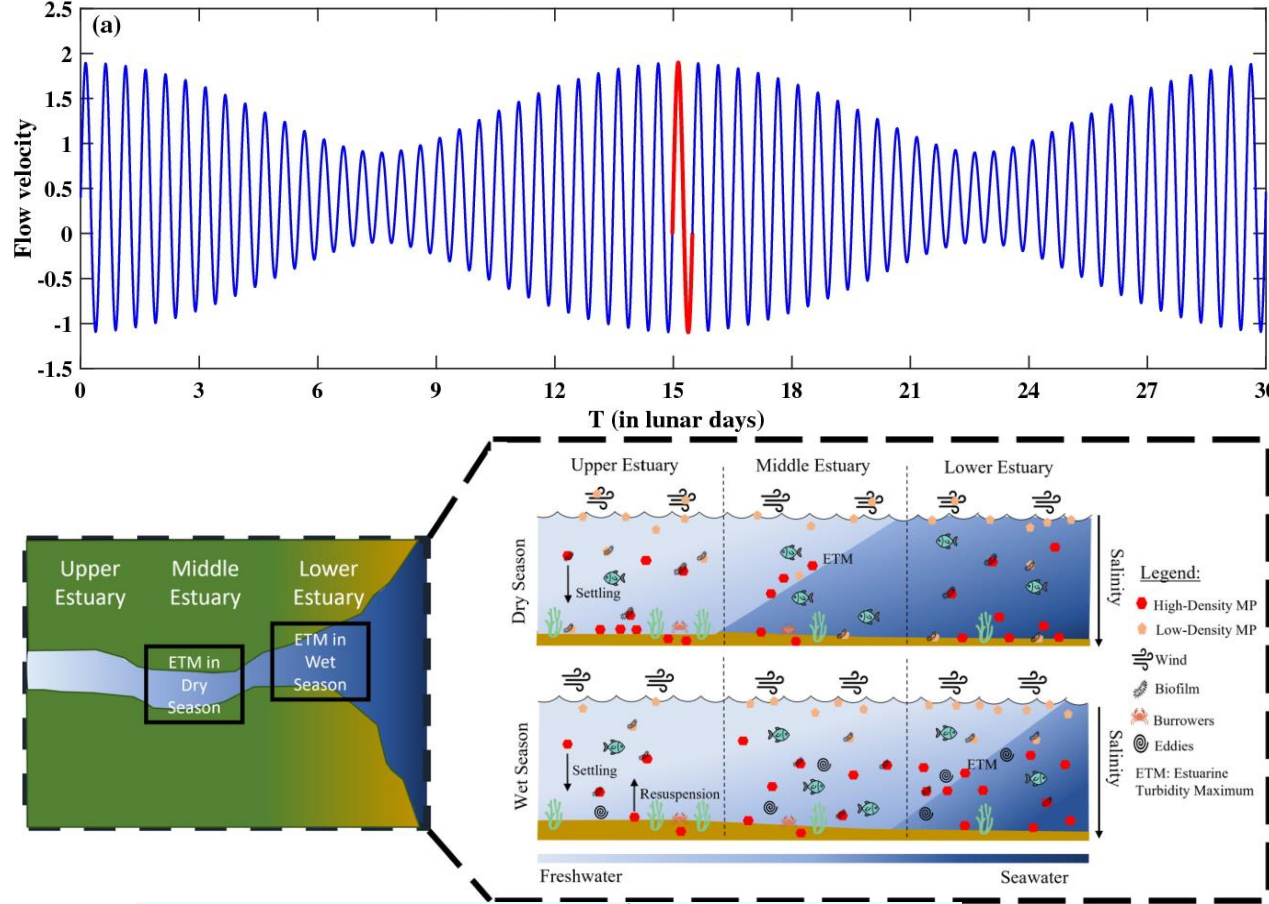 (a)
Flow velocity
2.5
2
1.5
1
0.5
0
-0.5
-1
-1.5
0 3 6 9 12 15 18 21 24 27 30
T (in lunar days)
Upper Estuary
Middle Estuary
Lower Estuary
ETM in Dry Season
ETM in Wet Season
Upper Estuary Middle Estuary Lower Estuary
Dry Season
Settling
ETM
Salinity
Wet Season
Settling
Resuspension
ETM
Salinity
Freshwater Seawater
Legend:
High-Density MP
Low-Density MP
Wind
Biofilm
Burrowers
Eddies
ETM: Estuarine
Turbidity Maximum